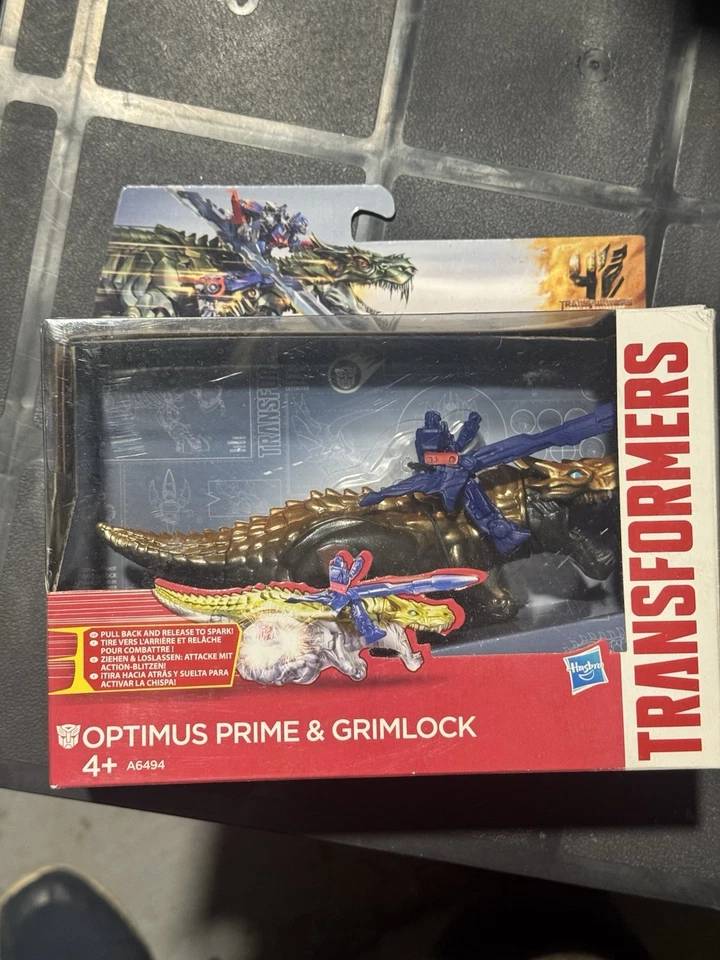 TRANSFORMERS
TRANSFORMERS
PULL BACK AND RELEASE TO SPARK!
TIRE VERS L'ARRIÈRE ET RELÂCHE
POUR COMBATTRE !
ZIEHEN & LOSLASSEN: ATTACKE MIT
ACTION-BLITZEN!
¡TIRA HACIA ATRÁS Y SUELTA PARA
ACTIVAR LA CHISPA!
Hasbro
OPTIMUS PRIME & GRIMLOCK
4+ A6494